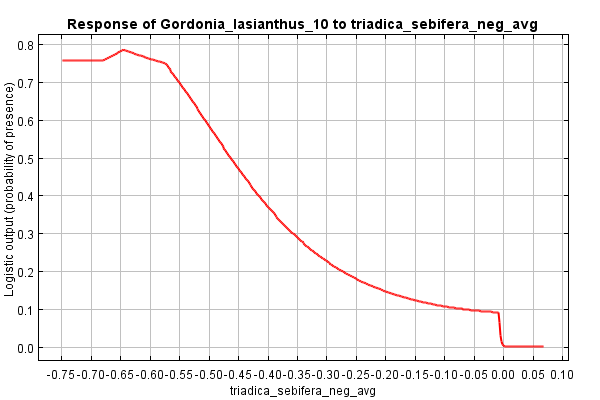 Response of Gordonia_lasianthus_10 to triadica_sebifera_neg_avg
Logistic output (probability of presence)
0.8
0.7
0.6
0.5
0.4
0.3
0.2
0.1
0.0
-0.75 -0.70 -0.65 -0.60 -0.55 -0.50 -0.45 -0.40 -0.35 -0.30 -0.25 -0.20 -0.15 -0.10 -0.05 0.00 0.05 0.10
triadica_sebifera_neg_avg